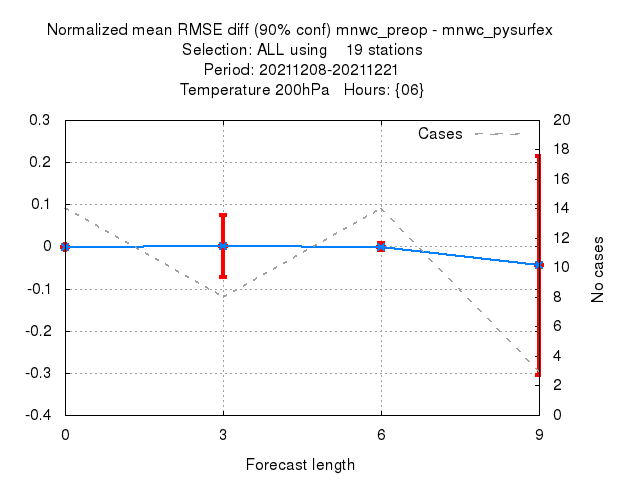 Normalized mean RMSE diff (90% conf) mnwc_preop - mnwc_pysurfex
Selection: ALL using    19 stations
Period: 20211208-20211221
Temperature 200hPa   Hours: {06}
Cases
0.3
0.2
0.1
0
-0.1
-0.2
-0.3
-0.4
20
18
16
14
12
10
8
6
4
2
0
No cases
0 3 6 9
Forecast length